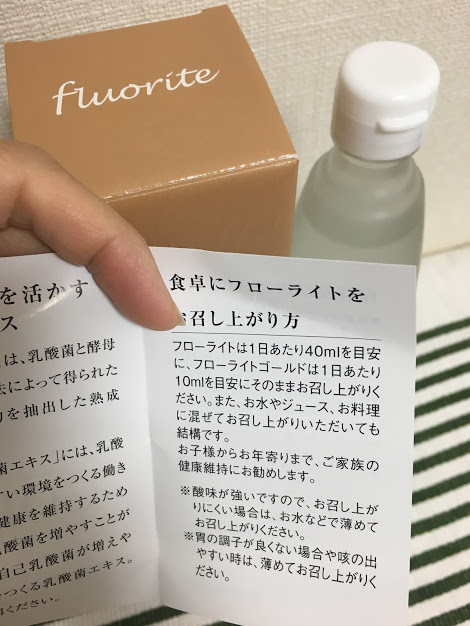 fluorite
を活かす
ス
は、乳酸菌と酵母
法によって得られた
力を抽出した熟成
菌エキス」には、乳酸
い環境をつくる働き
健康を維持するため
乳酸菌を増やすことが
自己乳酸菌が増えや
つくる乳酸菌エキス。
ください。
食卓にフローライトを
お召し上がり方
フローライトは1日あたり40mlを目安
に、フローライトゴールドは1日あたり
10mlを目安にそのままお召し上がりく
ださい。また、お水やジュース、お料理
に混ぜてお召し上がりいただいても
結構です。
お子様からお年寄りまで、ご家族の
健康維持にお勧めします。
※酸味が強いですので、お召し上が
りにくい場合は、お水などで薄めて
お召し上がりください。
※胃の調子が良くない場合や咳の出
やすい時は、薄めてお召し上がりく
ださい。